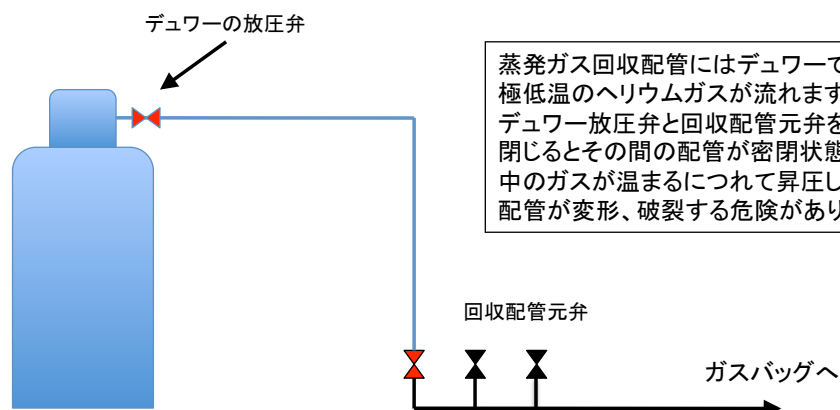 デュワーの放圧弁
蒸発ガス回収配管にはデュワーで
極低温のヘリウムガスが流れます
デュワー放圧弁と回収配管元弁を
閉じるとその間の配管が密閉状態
中のガスが温まるにつれて昇圧し
配管が変形、破裂する危険があり
回収配管元弁
ガスバッグへ